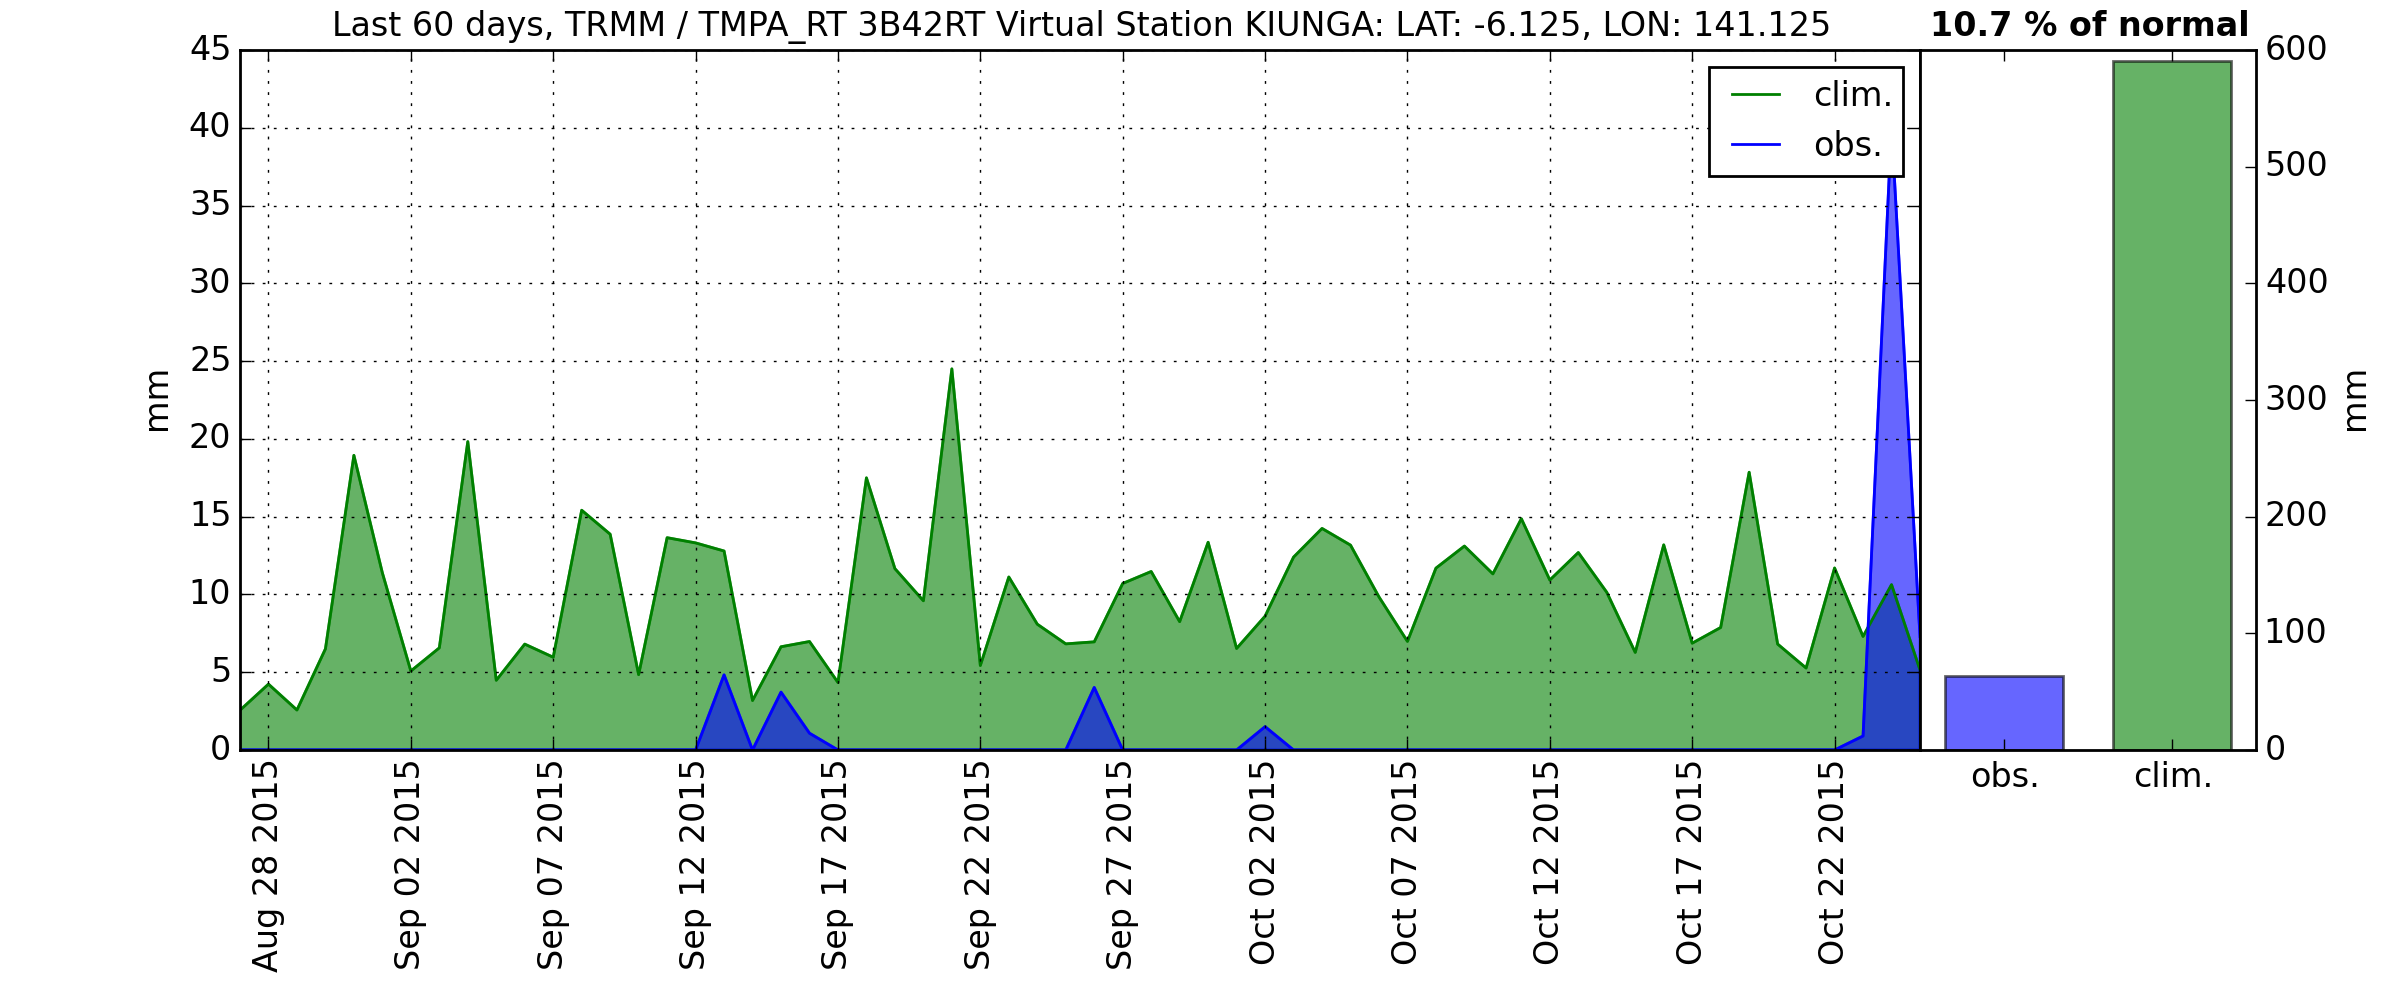 Last 60 days, TRMM / TMPA_RT 3B42RT Virtual Station KIUNGA: LAT: -6.125, LON: 141.125
10.7 % of normal
45
40
35
30
25
20
15
10
5
0
mm
clim.
obs.
600
500
400
300
200
100
0
mm
obs.
clim.
Aug 28 2015
Sep 02 2015
Sep 07 2015
Sep 12 2015
Sep 17 2015
Sep 22 2015
Sep 27 2015
Oct 02 2015
Oct 07 2015
Oct 12 2015
Oct 17 2015
Oct 22 2015